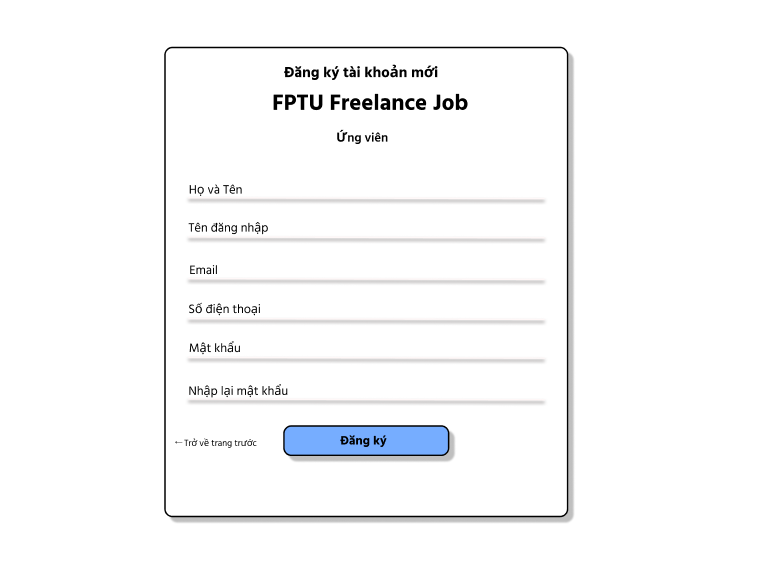 Đăng ký tài khoản mới
FPTU Freelance Job
Ứng viên
Họ và Tên
Tên đăng nhập
Email
Số điện thoại
Mật khẩu
Nhập lại mật khẩu
←Trở về trang trước
Đăng ký